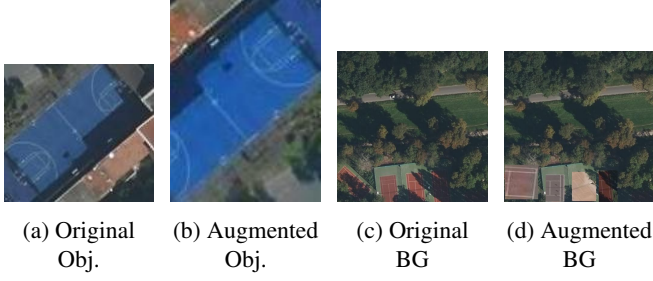 (a) Original
Obj.
(b) Augmented
Obj.
(c) Original
BG
(d) Augmented
BG